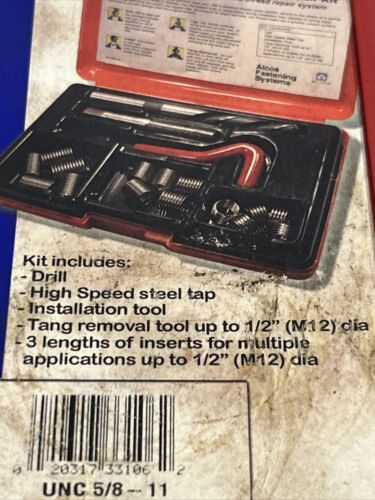 Alcoa
Fastening
Systems
Kit includes:
- Drill
- High Speed steel tap
- Installation tool
- Tang removal tool up to 1/2" (M12) dia
- 3 lengths of inserts for multiple
applications up to 1/2" (M12) dia
0 20317 33106 2
UNC 5/8 - 11